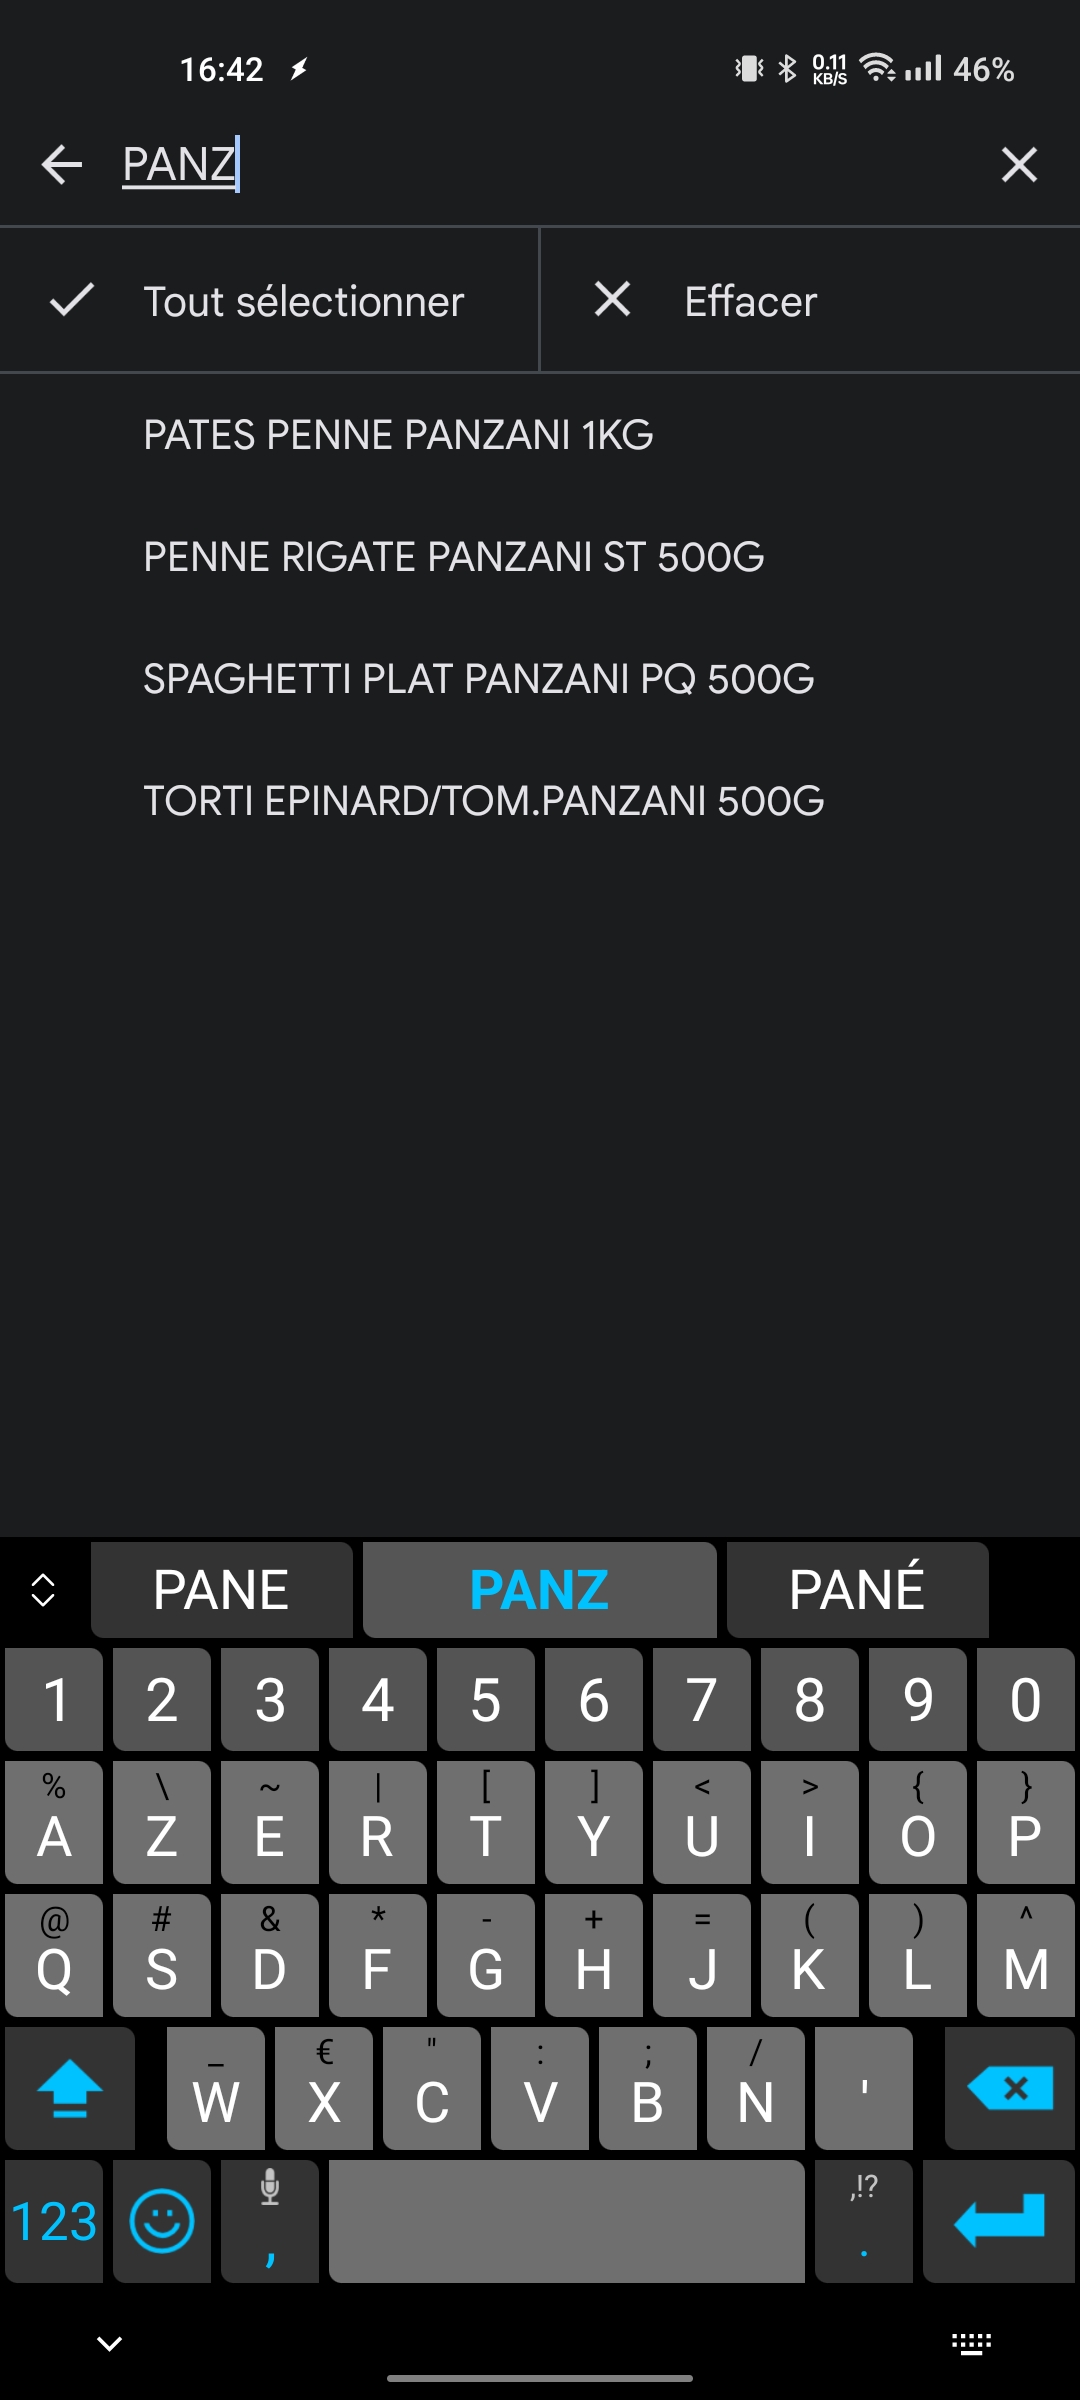 16:42 0.11 KB/S 46%
PANZ
Tout sélectionner Effacer
PATES PENNE PANZANI 1KG
PENNE RIGATE PANZANI ST 500G
SPAGHETTI PLAT PANZANI PQ 500G
TORTI EPINARD/TOM.PANZANI 500G
PANE PANZ PANÉ
1 2 3 4 5 6 7 8 9 0
% \ ~ | [ ] < > { }
A Z E R T Y U I O P
@ # & * - + = ( ) ^
Q S D F G H J K L M
_ € " : ; /
W X C V B N '
,!?
123 , .